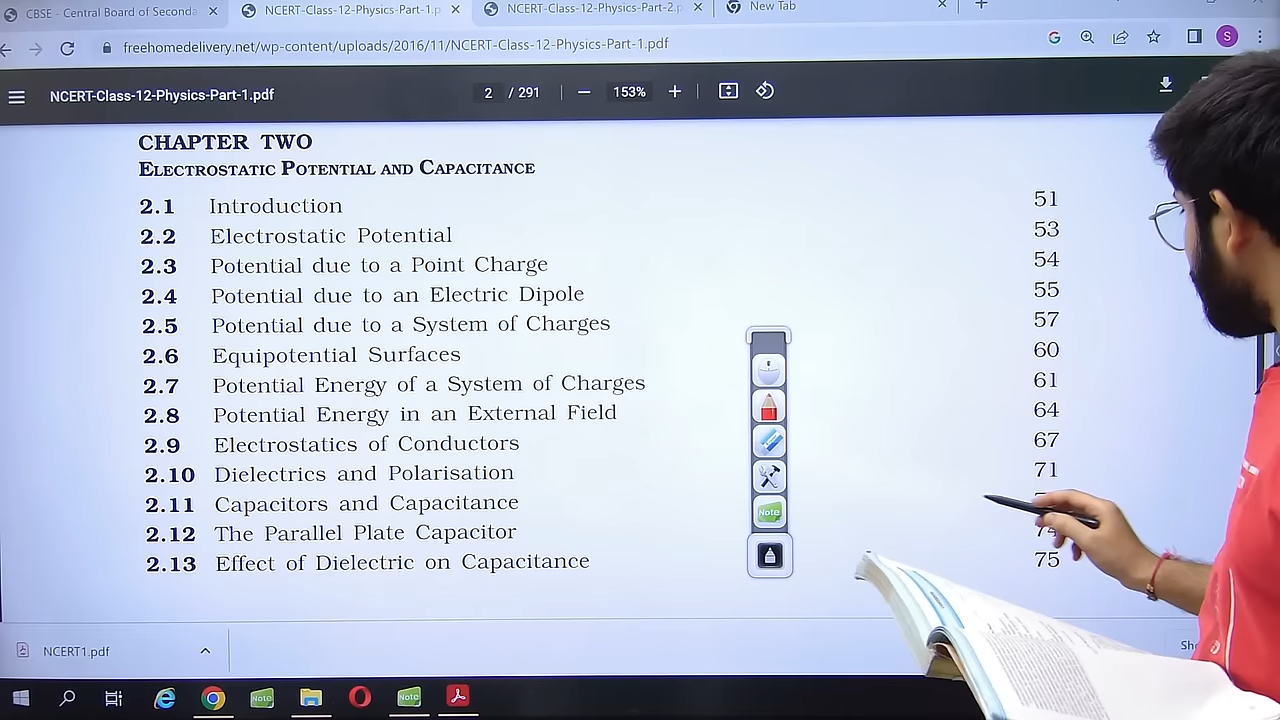 CBSE - Central Board of Seconda
NCERT-Class-12-Physics-Part-1.p
NCERT-Class-12-Physics-Part-2.p
New Tab
freehomedelivery.net/wp-content/uploads/2016/11/NCERT-Class-12-Physics-Part-1.pdf
S
NCERT-Class-12-Physics-Part-1.pdf
2 / 291
153%
CHAPTER TWO
ELECTROSTATIC POTENTIAL AND CAPACITANCE
2.1 Introduction 51
2.2 Electrostatic Potential 53
2.3 Potential due to a Point Charge 54
2.4 Potential due to an Electric Dipole 55
2.5 Potential due to a System of Charges 57
2.6 Equipotential Surfaces 60
2.7 Potential Energy of a System of Charges 61
2.8 Potential Energy in an External Field 64
2.9 Electrostatics of Conductors 67
2.10 Dielectrics and Polarisation 71
2.11 Capacitors and Capacitance
2.12 The Parallel Plate Capacitor 74
2.13 Effect of Dielectric on Capacitance 75
Note
NCERT1.pdf
Note
Note